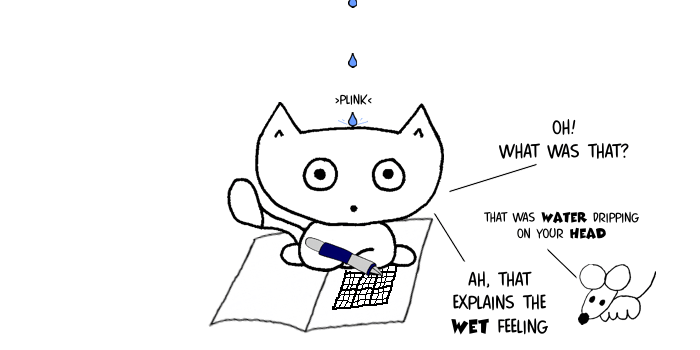 >PLINK<
OH!
WHAT WAS THAT?
THAT WAS WATER DRIPPING
ON YOUR HEAD
AH, THAT
EXPLAINS THE
WET FEELING